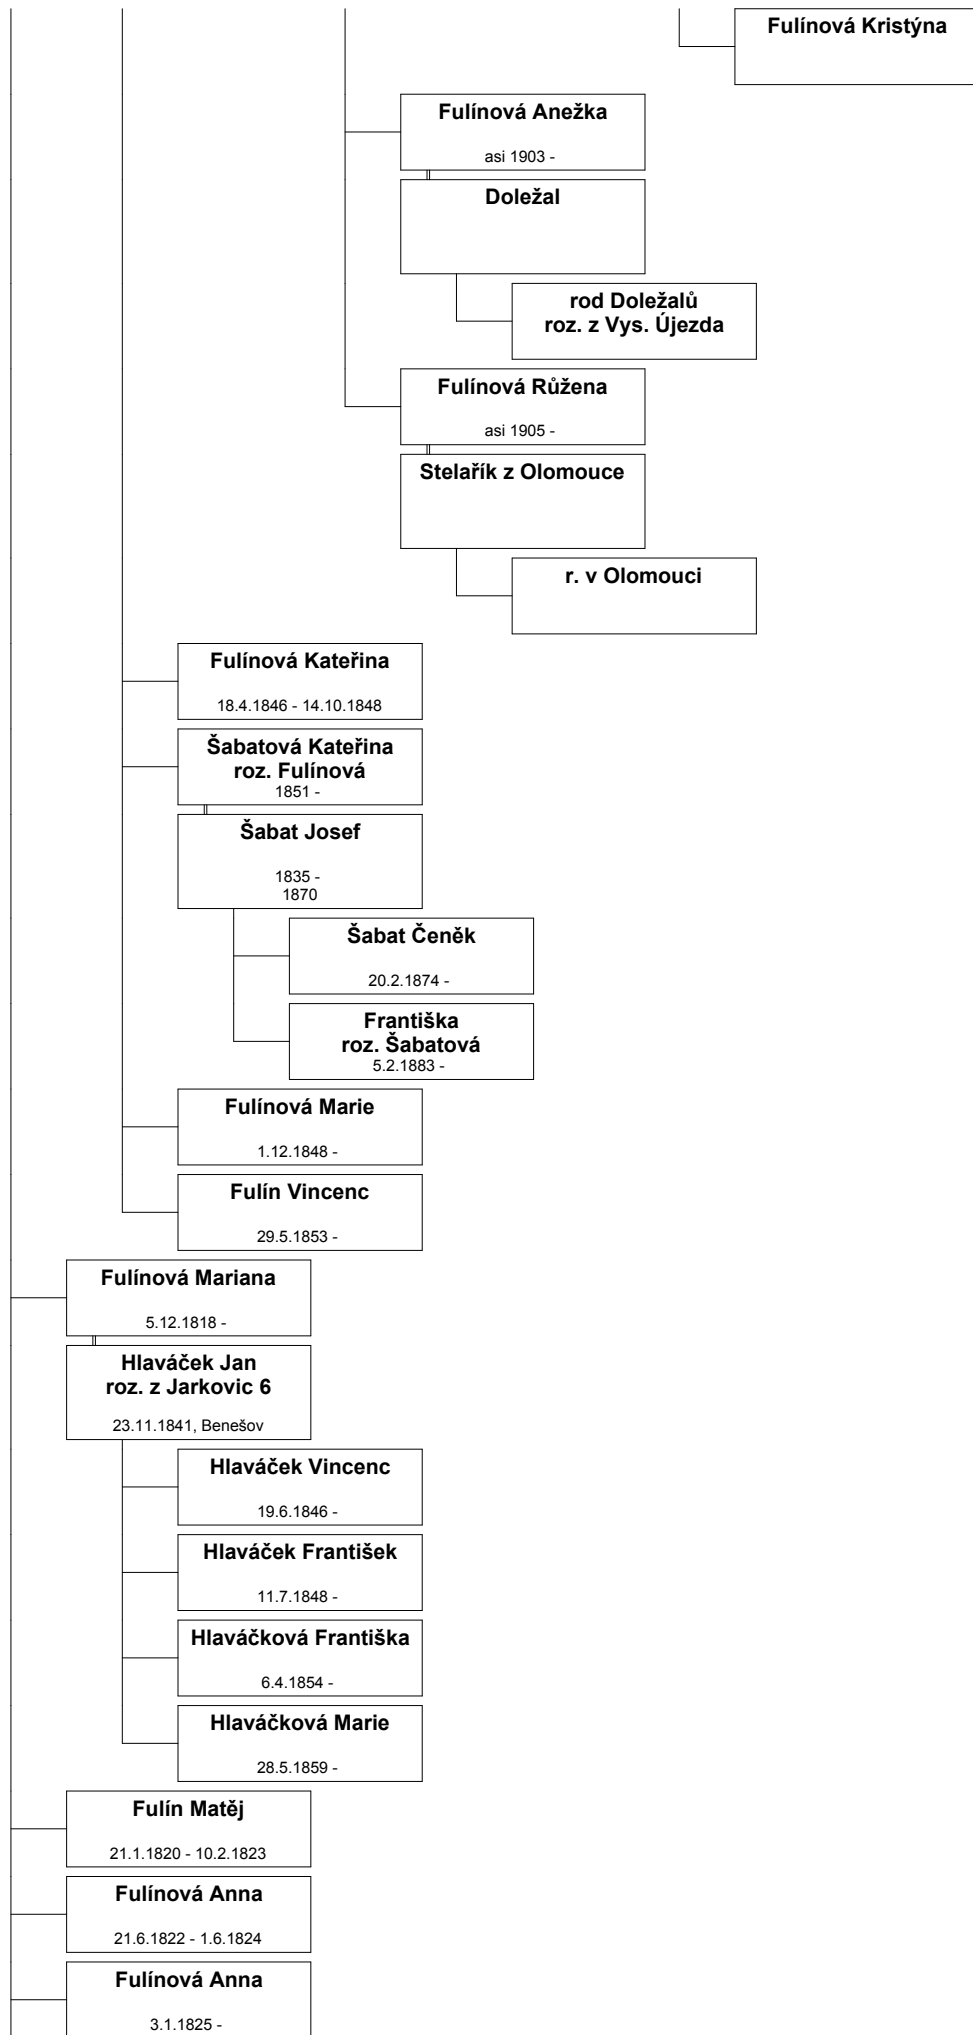 Fulínová Kristýna
Fulínová Anežka
asi 1903 -
Doležal
rod Doležalů
roz. z Vys. Újezda
Fulínová Růžena
asi 1905 -
Stelařík z Olomouce
r. v Olomouci
Fulínová Kateřina
18.4.1846 - 14.10.1848
Šabatová Kateřina
roz. Fulínová
1851 -
Šabat Josef
1835 -
1870
Šabat Čeněk
20.2.1874 -
Františka
roz. Šabatová
5.2.1883 -
Fulínová Marie
1.12.1848 -
Fulín Vincenc
29.5.1853 -
Fulínová Mariana
5.12.1818 -
Hlaváček Jan
roz. z Jarkovic 6
23.11.1841, Benešov
Hlaváček Vincenc
19.6.1846 -
Hlaváček František
11.7.1848 -
Hlaváčková Františka
6.4.1854 -
Hlaváčková Marie
28.5.1859 -
Fulín Matěj
21.1.1820 - 10.2.1823
Fulínová Anna
21.6.1822 - 1.6.1824
Fulínová Anna
3.1.1825 -